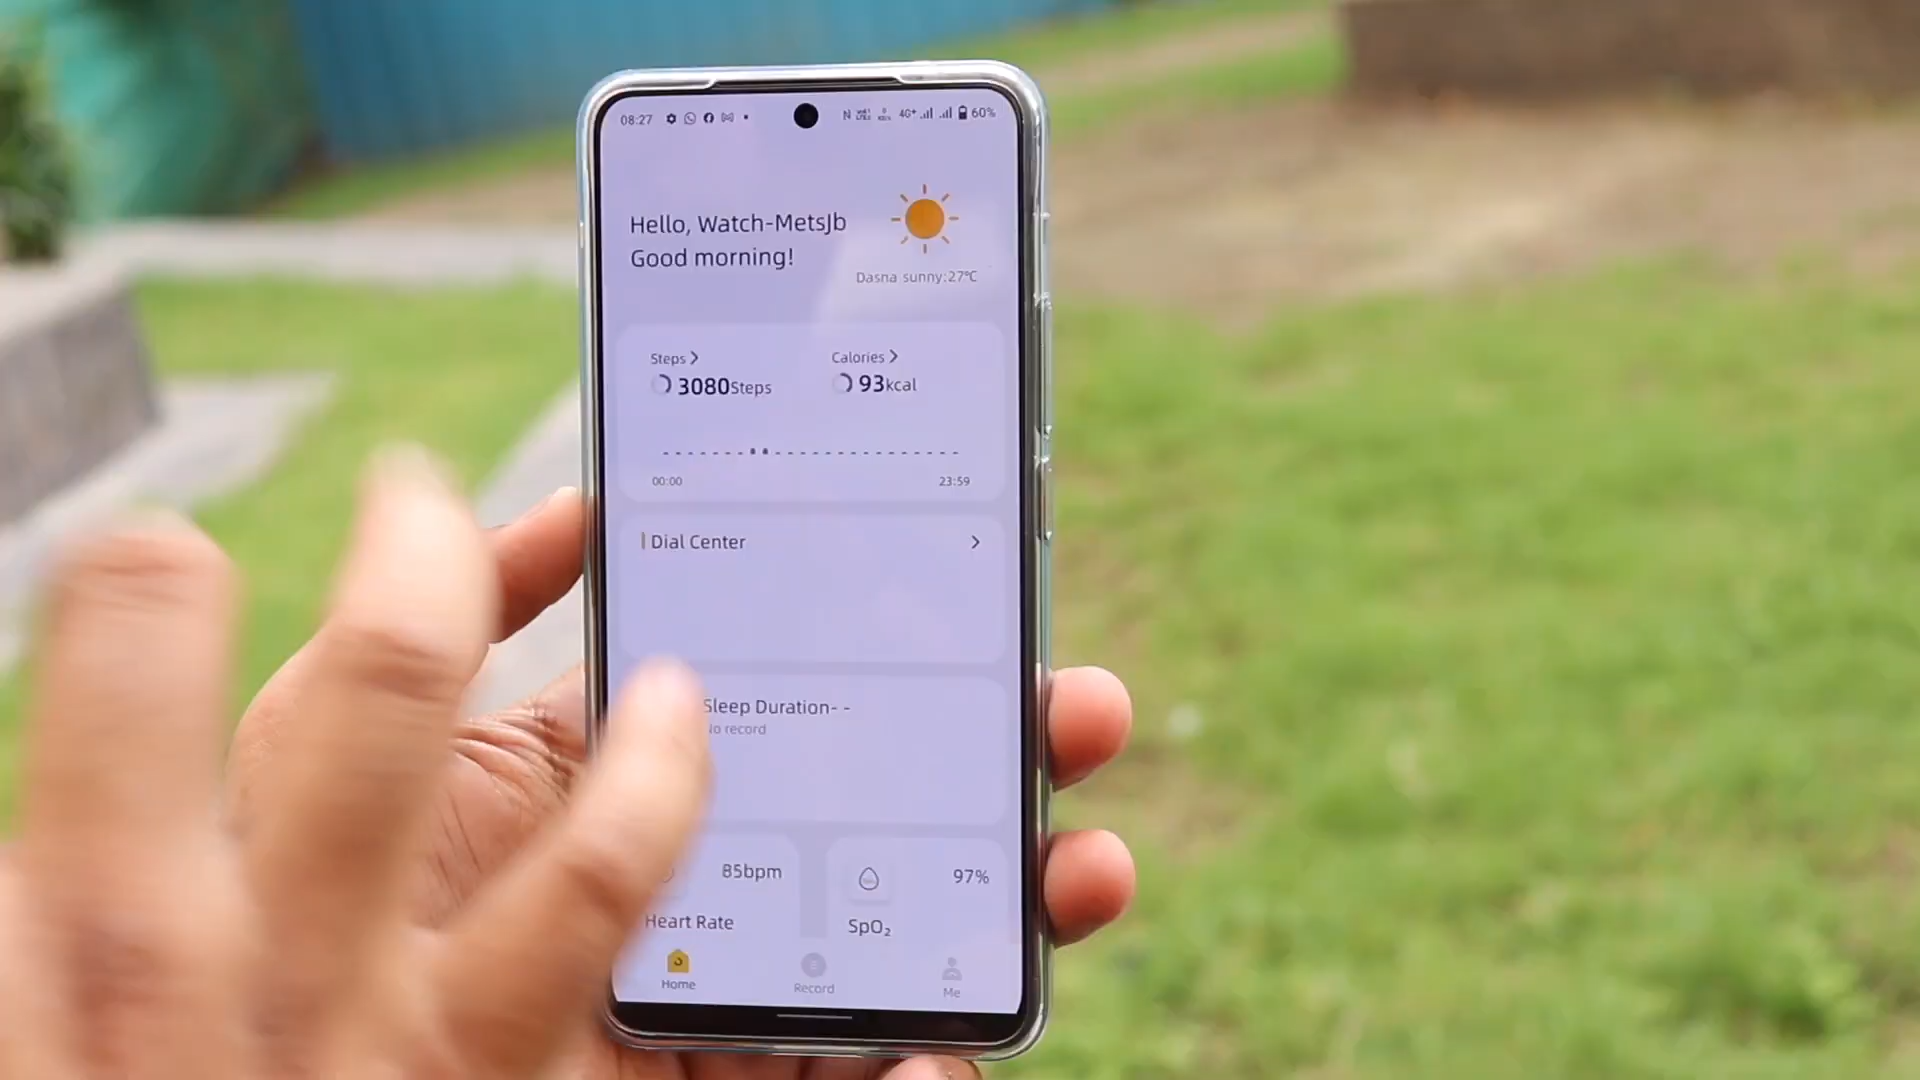 08:27 4G+ 60%
Hello, Watch-MetsJb
Good morning!
Dasna sunny:27℃
Steps Calories
3080Steps 93kcal
00:00 23:59
Dial Center
Sleep Duration- -
No record
85bpm 97%
Heart Rate SpO₂
Home Record Me